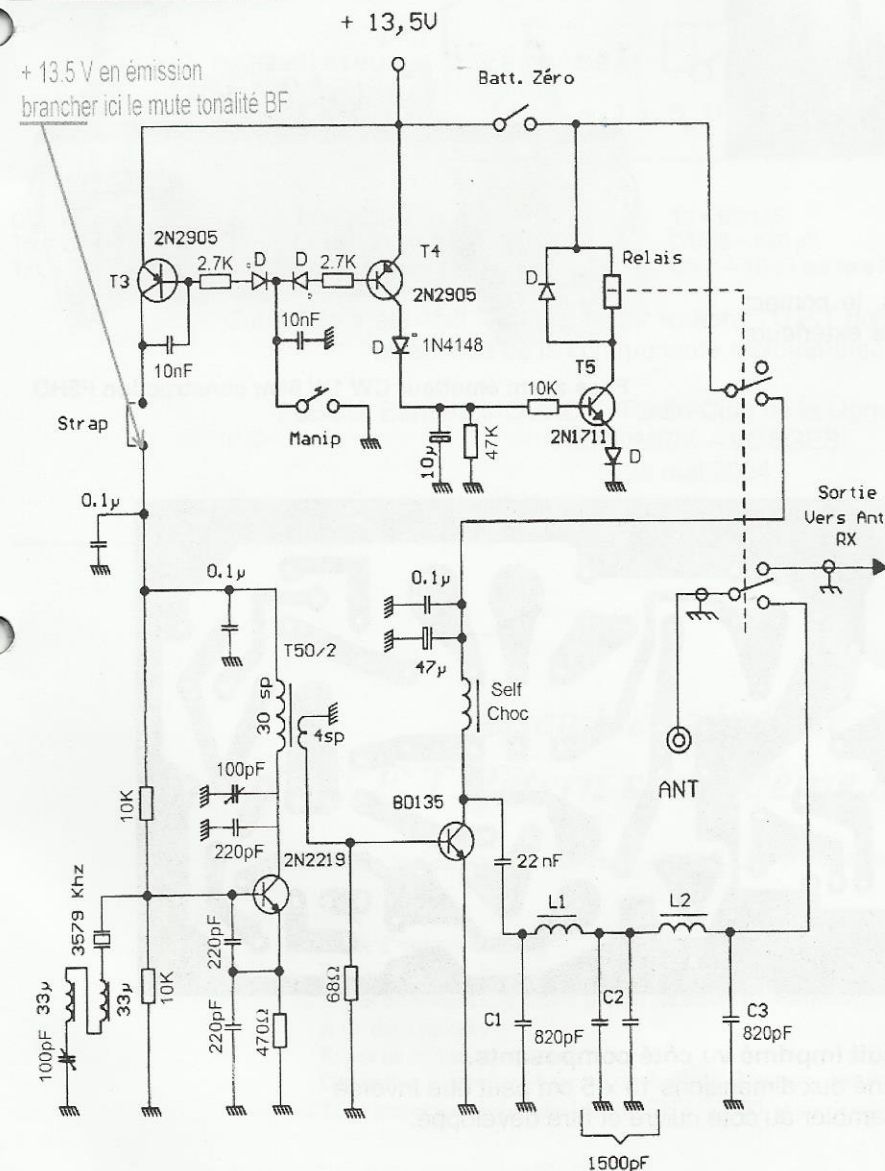 + 13,5V
+ 13.5 V en émission
brancher ici le mute tonalité BF
Batt. Zéro
2N2905
T3
2.7K
D
D
2.7K
T4
2N2905
D
Relais
10nF
10nF
D
1N4148
T5
Strap
Manip
10µ
47K
10K
2N1711
D
Sortie
Vers Ant
RX
0.1µ
0.1µ
0.1µ
47µ
T50/2
30 sp
4sp
Self
Choc
100pF
220pF
10K
BD135
ANT
2N2219
22nF
3579 Khz
L1
L2
33µ
33µ
10K
220pF
220pF
470Ω
68Ω
100pF
C1
820pF
C2
C3
820pF
1500pF